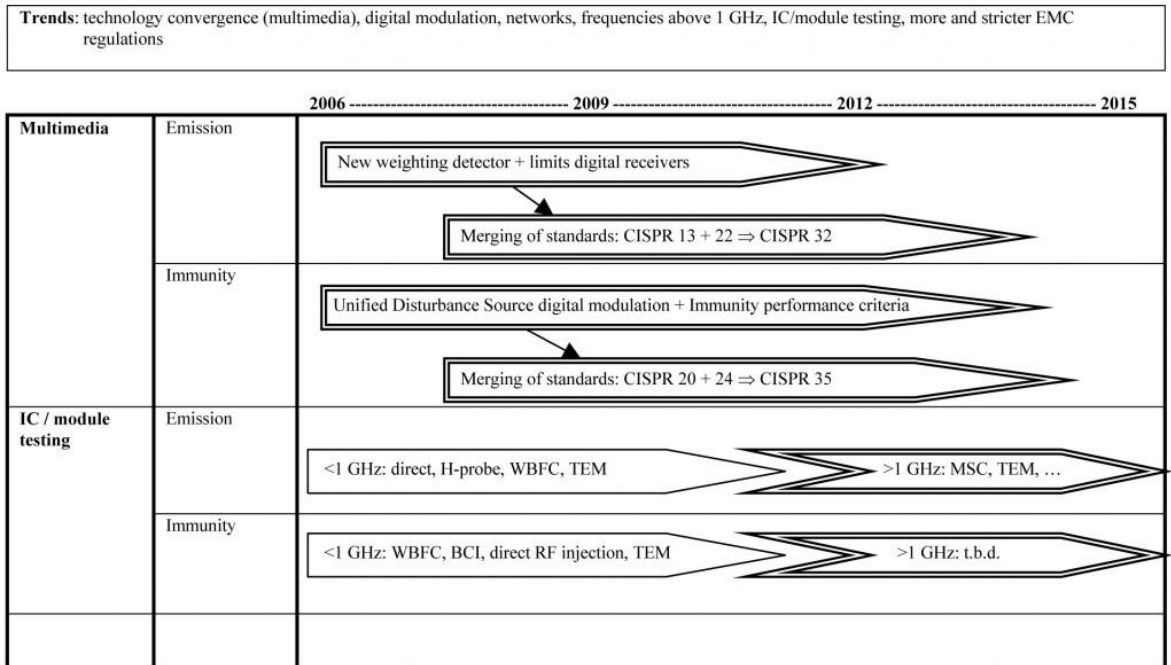 Trends: technology convergence (multimedia), digital modulation, networks, frequencies above 1 GHz, IC/module testing, more and stricter EMC
regulations
2006 ------------------------------------ 2009 ------------------------------------ 2012 ------------------------------------ 2015
Multimedia
Emission
New weighting detector + limits digital receivers
Merging of standards: CISPR 13 + 22 ⇒ CISPR 32
Immunity
Unified Disturbance Source digital modulation + Immunity performance criteria
Merging of standards: CISPR 20 + 24 ⇒ CISPR 35
IC / module
testing
Emission
<1 GHz: direct, H-probe, WBFC, TEM
>1 GHz: MSC, TEM, …
Immunity
<1 GHz: WBFC, BCI, direct RF injection, TEM
>1 GHz: t.b.d.